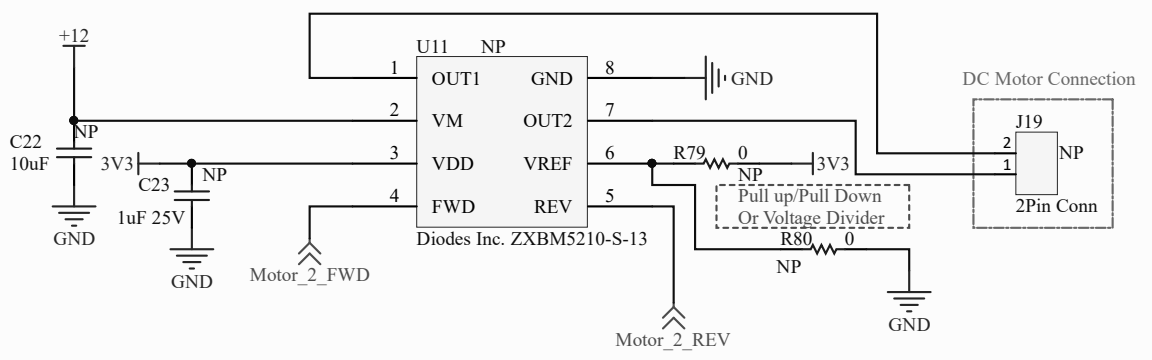 +12
U11 NP
1 OUT1 GND 8 GND
DC Motor Connection
2 VM OUT2 7
NP
J19
C22
10uF
3V3
3 VDD VREF 6
R79 0
3V3
2
1
NP
C23 NP
NP
1uF 25V
4 FWD REV 5
Pull up/Pull Down
Or Voltage Divider
2Pin Conn
GND
Diodes Inc. ZXBM5210-S-13
R80 0
NP
GND
Motor_2_FWD
GND
Motor_2_REV